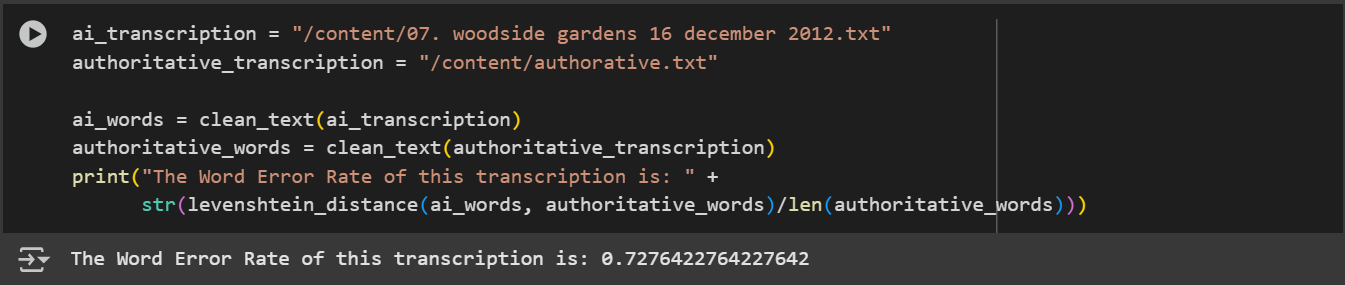 ai_transcription = "/content/07. woodside gardens 16 december 2012.txt"
authoritative_transcription = "/content/authorative.txt"
ai_words = clean_text(ai_transcription)
authoritative_words = clean_text(authoritative_transcription)
print("The Word Error Rate of this transcription is: " +
str(levenshtein_distance(ai_words, authoritative_words)/len(authoritative_words)))
The Word Error Rate of this transcription is: 0.7276422764227642